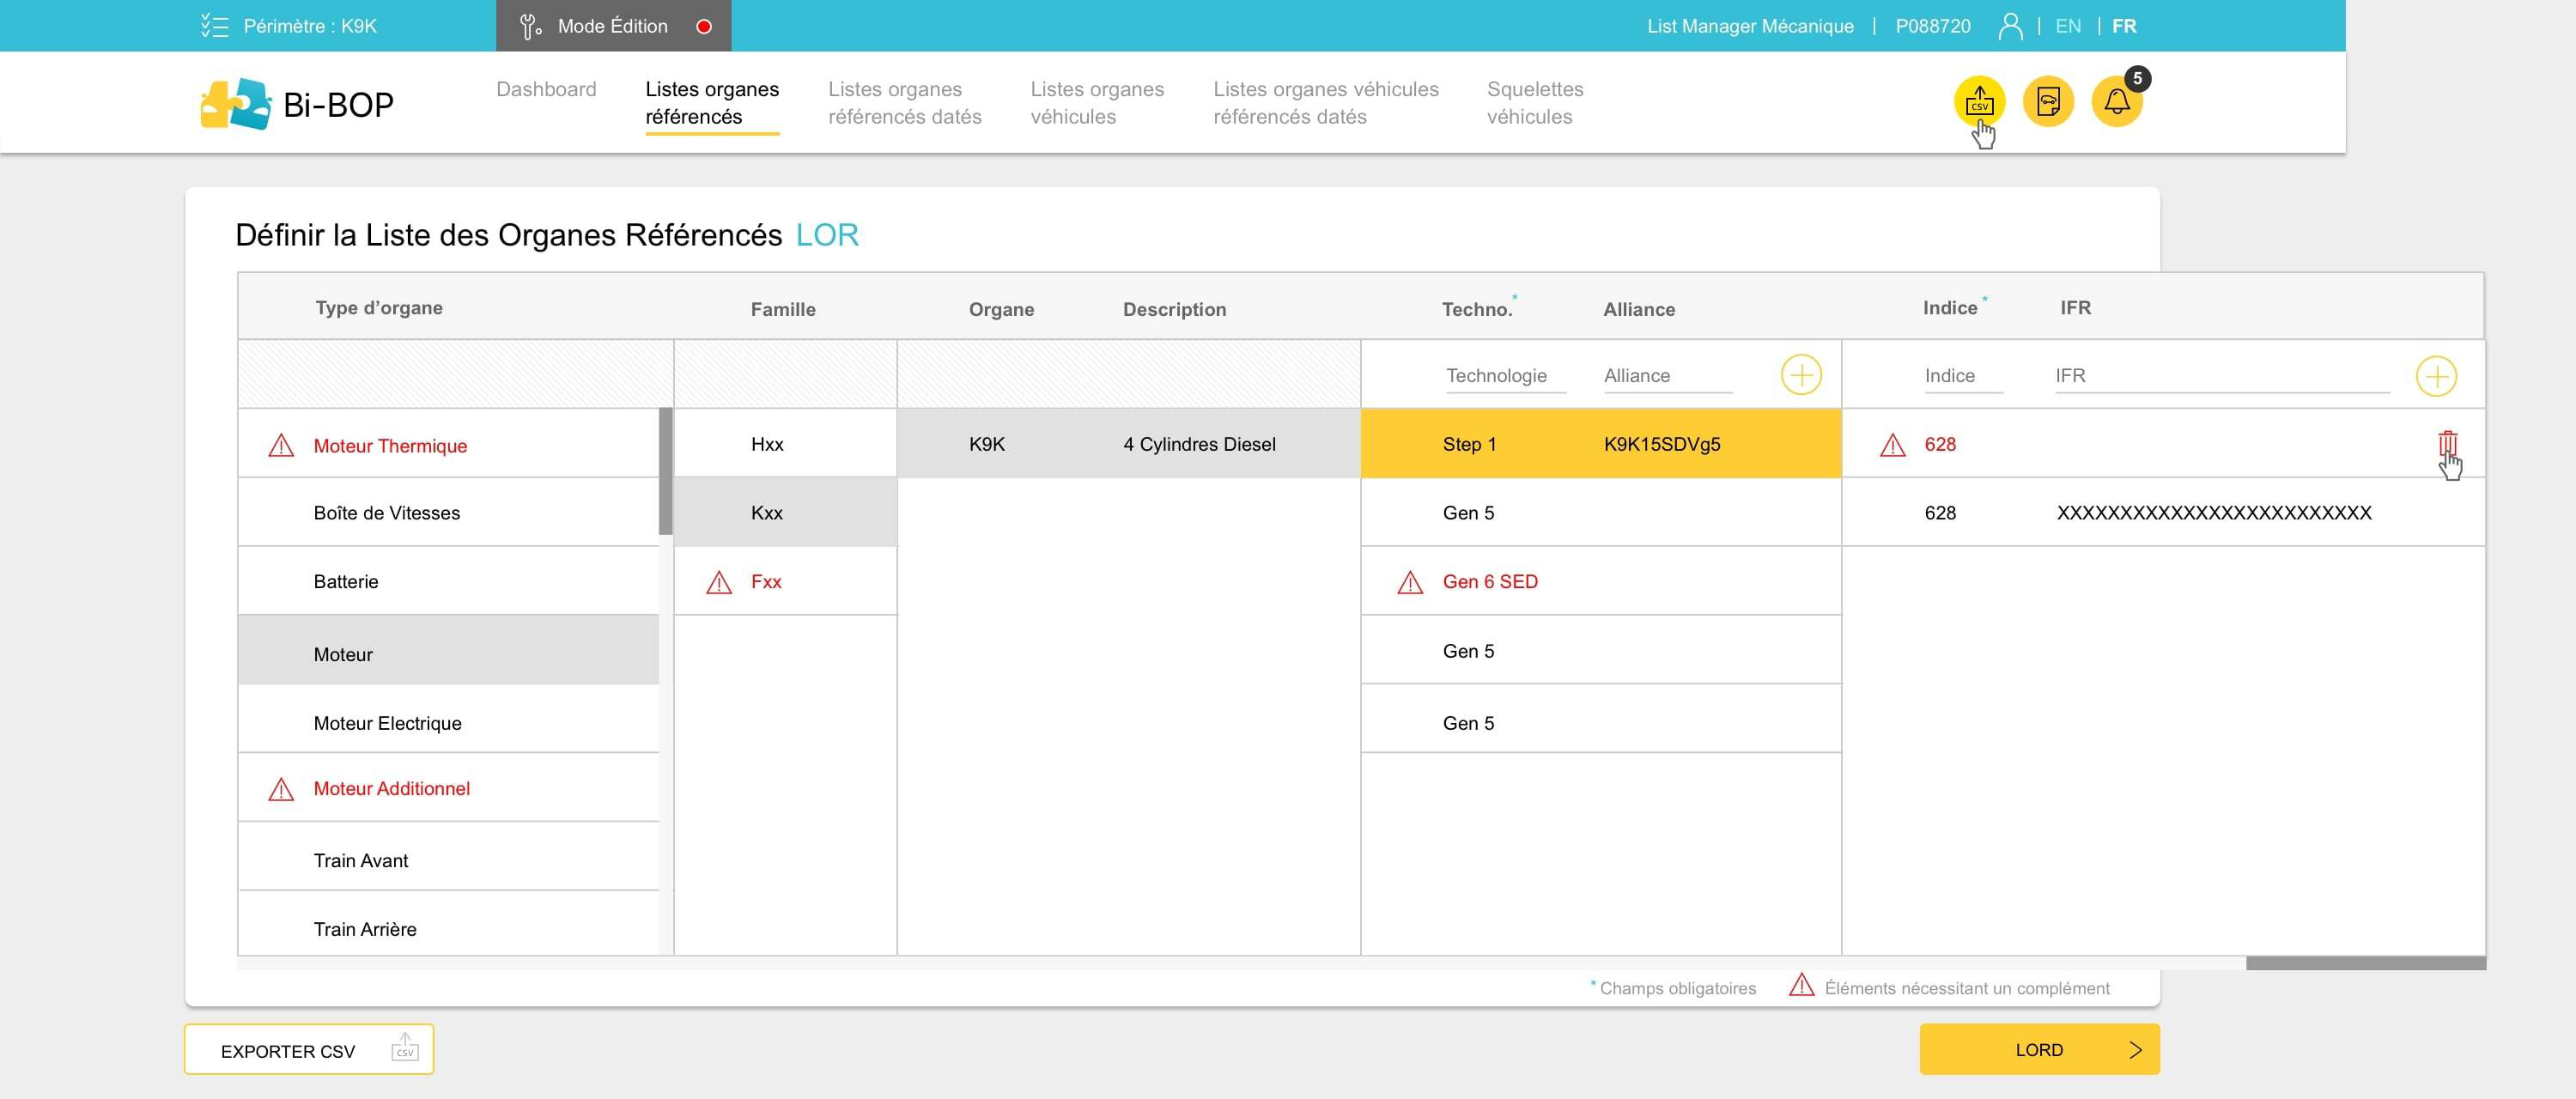 Périmètre : K9K
Mode Édition
List Manager Mécanique | P088720 | EN | FR
Bi-BOP
Dashboard
Listes organes
référencés
Listes organes
référencés datés
Listes organes
véhicules
Listes organes véhicules
référencés datés
Squelettes
véhicules
CSV
5
Définir la Liste des Organes Référencés LOR
Type d’organe Famille Organe Description Techno.* Alliance Indice * IFR
Technologie Alliance Indice IFR
Moteur Thermique Hxx K9K 4 Cylindres Diesel Step 1 K9K15SDVg5 628
Boîte de Vitesses Kxx Gen 5 628 XXXXXXXXXXXXXXXXXXXXXXXXX
Batterie Fxx Gen 6 SED
Moteur Gen 5
Moteur Electrique Gen 5
Moteur Additionnel
Train Avant
Train Arrière
* Champs obligatoires Éléments nécessitant un complément
EXPORTER CSV CSV
LORD